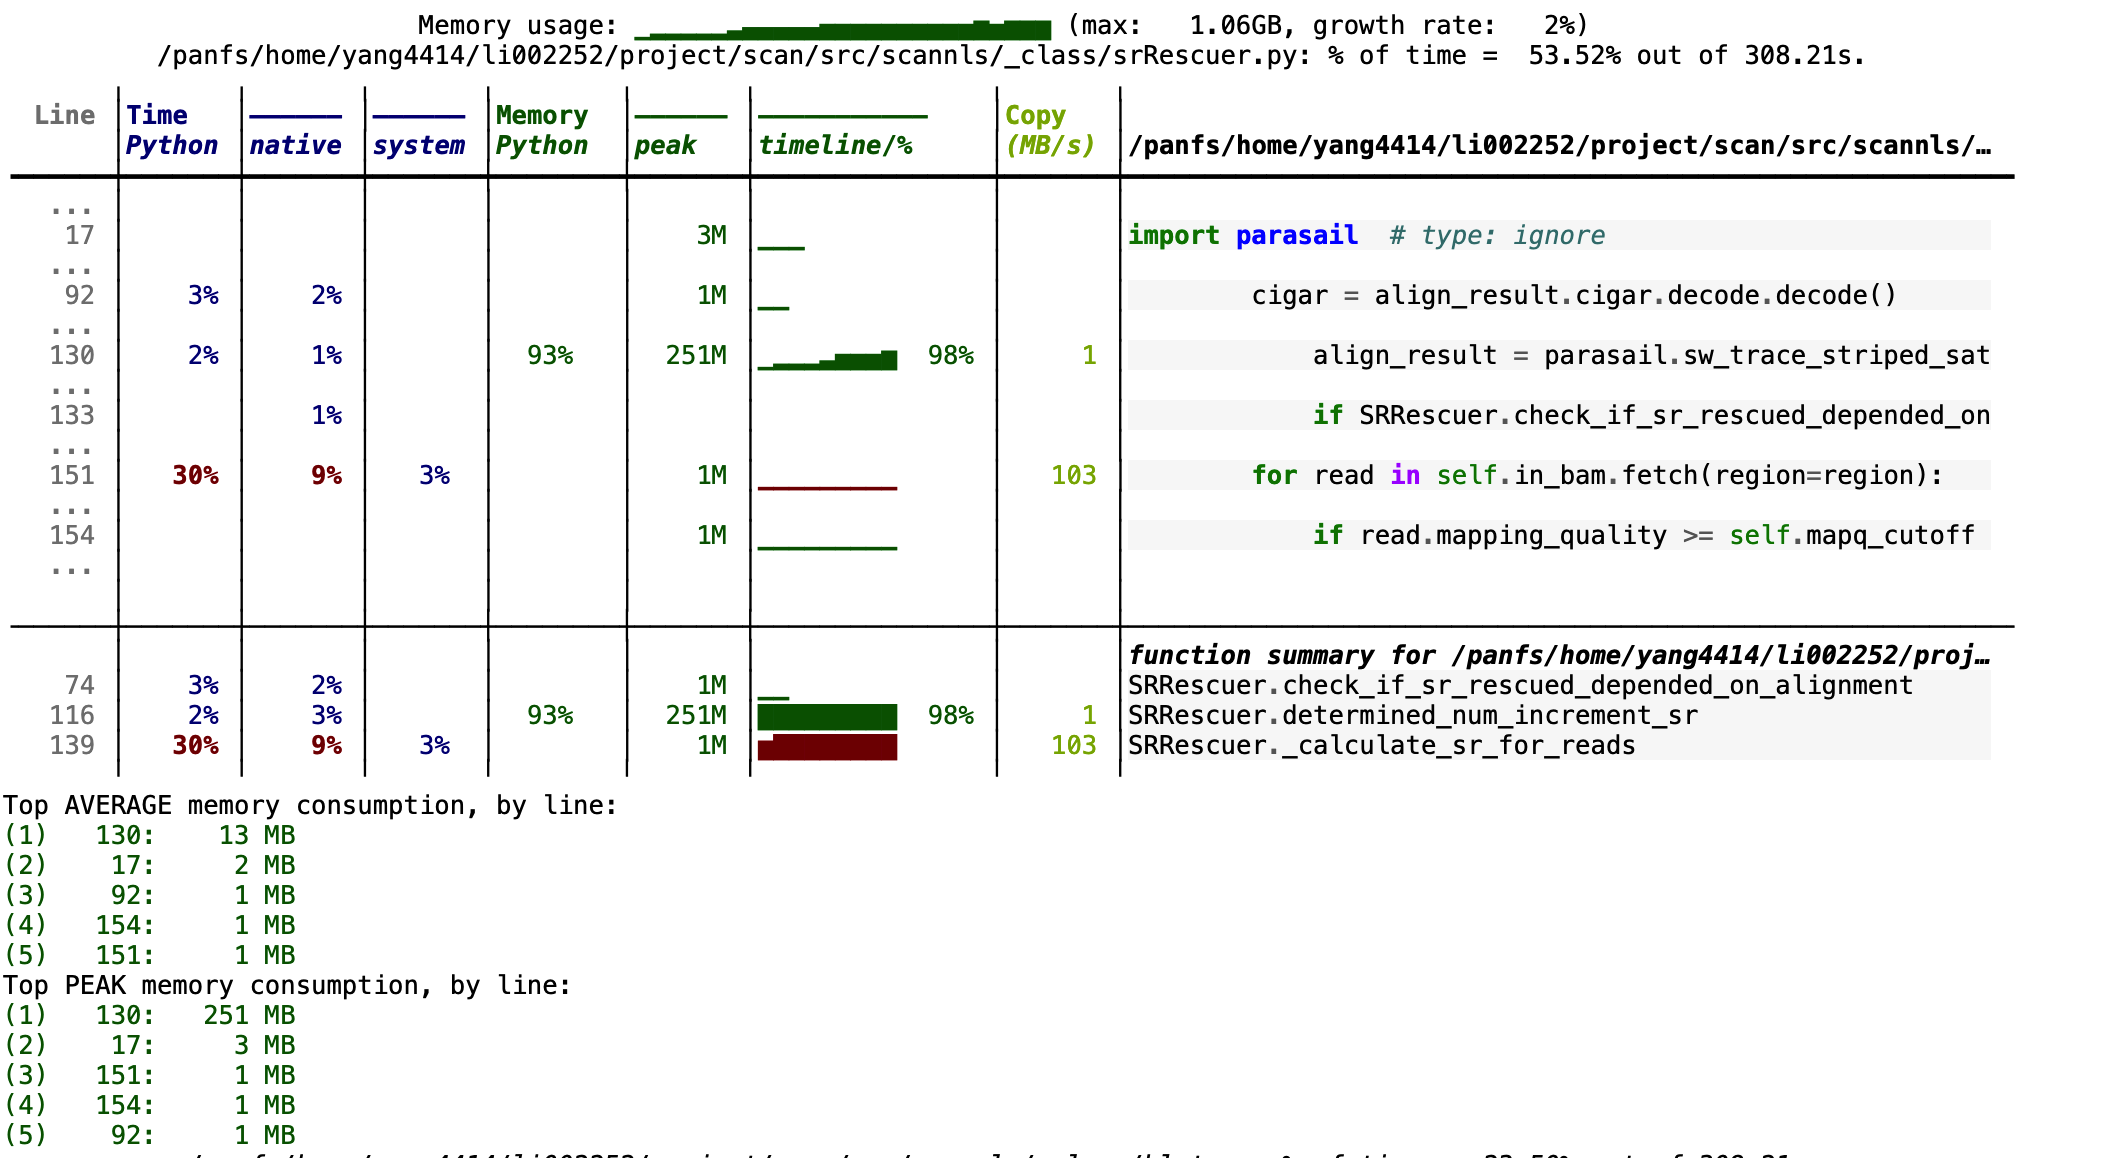 Memory usage: (max: 1.06GB, growth rate: 2%)
/panfs/home/yang4414/li002252/project/scan/src/scannls/_class/srRescuer.py: % of time = 53.52% out of 308.21s.
Line Time Memory Copy
Python native system Python peak timeline/% (MB/s) /panfs/home/yang4414/li002252/project/scan/src/scannls/…
...
17 3M import parasail # type: ignore
...
92 3% 2% 1M cigar = align_result.cigar.decode.decode()
...
130 2% 1% 93% 251M 98% 1 align_result = parasail.sw_trace_striped_sat
...
133 1% if SRRescuer.check_if_sr_rescued_depended_on
...
151 30% 9% 3% 1M 103 for read in self.in_bam.fetch(region=region):
...
154 1M if read.mapping_quality >= self.mapq_cutoff
...
function summary for /panfs/home/yang4414/li002252/proj…
74 3% 2% 1M SRRescuer.check_if_sr_rescued_depended_on_alignment
116 2% 3% 93% 251M 98% 1 SRRescuer.determined_num_increment_sr
139 30% 9% 3% 1M 103 SRRescuer._calculate_sr_for_reads
Top AVERAGE memory consumption, by line:
(1) 130: 13 MB
(2) 17: 2 MB
(3) 92: 1 MB
(4) 154: 1 MB
(5) 151: 1 MB
Top PEAK memory consumption, by line:
(1) 130: 251 MB
(2) 17: 3 MB
(3) 151: 1 MB
(4) 154: 1 MB
(5) 92: 1 MB